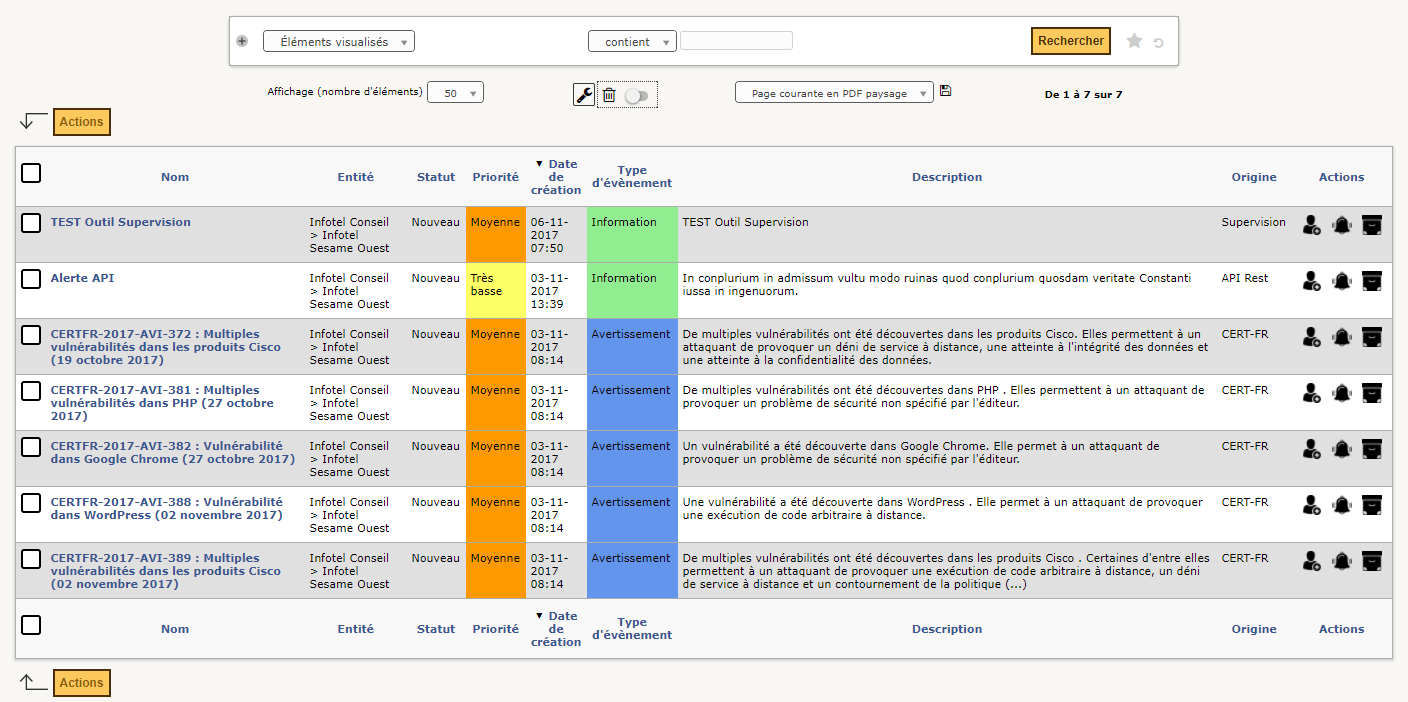 Éléments visualisés contient Rechercher
Affichage (nombre d'éléments) 50 Page courante en PDF paysage De 1 à 7 sur 7
Actions
Nom Entité Statut Priorité Date de création Type d'évènement Description Origine Actions
TEST Outil Supervision
Infotel Conseil
> Infotel
Sesame Ouest
Nouveau
Moyenne
06-11-
2017
07:50
Information
TEST Outil Supervision
Supervision
Alerte API
Infotel Conseil
> Infotel
Sesame Ouest
Nouveau
Très
basse
03-11-
2017
13:39
Information
In conplurium in admissum vultu modo ruinas quod conplurium quosdam veritate Constanti
iussa in ingenuorum.
API Rest
CERTFR-2017-AVI-372 : Multiples
vulnérabilités dans les produits Cisco
(19 octobre 2017)
Infotel Conseil
> Infotel
Sesame Ouest
Nouveau
Moyenne
03-11-
2017
08:14
Avertissement
De multiples vulnérabilités ont été découvertes dans les produits Cisco. Elles permettent à un
attaquant de provoquer un déni de service à distance, une atteinte à l'intégrité des données et
une atteinte à la confidentialité des données.
CERT-FR
CERTFR-2017-AVI-381 : Multiples
vulnérabilités dans PHP (27 octobre
2017)
Infotel Conseil
> Infotel
Sesame Ouest
Nouveau
Moyenne
03-11-
2017
08:14
Avertissement
De multiples vulnérabilités ont été découvertes dans PHP . Elles permettent à un attaquant de
provoquer un problème de sécurité non spécifié par l'éditeur.
CERT-FR
CERTFR-2017-AVI-382 : Vulnérabilité
dans Google Chrome (27 octobre 2017)
Infotel Conseil
> Infotel
Sesame Ouest
Nouveau
Moyenne
03-11-
2017
08:14
Avertissement
Un vulnérabilité a été découverte dans Google Chrome. Elle permet à un attaquant de
provoquer un problème de sécurité non spécifié par l'éditeur.
CERT-FR
CERTFR-2017-AVI-388 : Vulnérabilité
dans WordPress (02 novembre 2017)
Infotel Conseil
> Infotel
Sesame Ouest
Nouveau
Moyenne
03-11-
2017
08:14
Avertissement
Une vulnérabilité a été découverte dans WordPress . Elle permet à un attaquant de provoquer
une exécution de code arbitraire à distance.
CERT-FR
CERTFR-2017-AVI-389 : Multiples
vulnérabilités dans les produits Cisco
(02 novembre 2017)
Infotel Conseil
> Infotel
Sesame Ouest
Nouveau
Moyenne
03-11-
2017
08:14
Avertissement
De multiples vulnérabilités ont été découvertes dans les produits Cisco . Certaines d'entre elles
permettent à un attaquant de provoquer une exécution de code arbitraire à distance, un déni
de service à distance et un contournement de la politique (...)
CERT-FR
Nom Entité Statut Priorité Date de création Type d'évènement Description Origine Actions
Actions